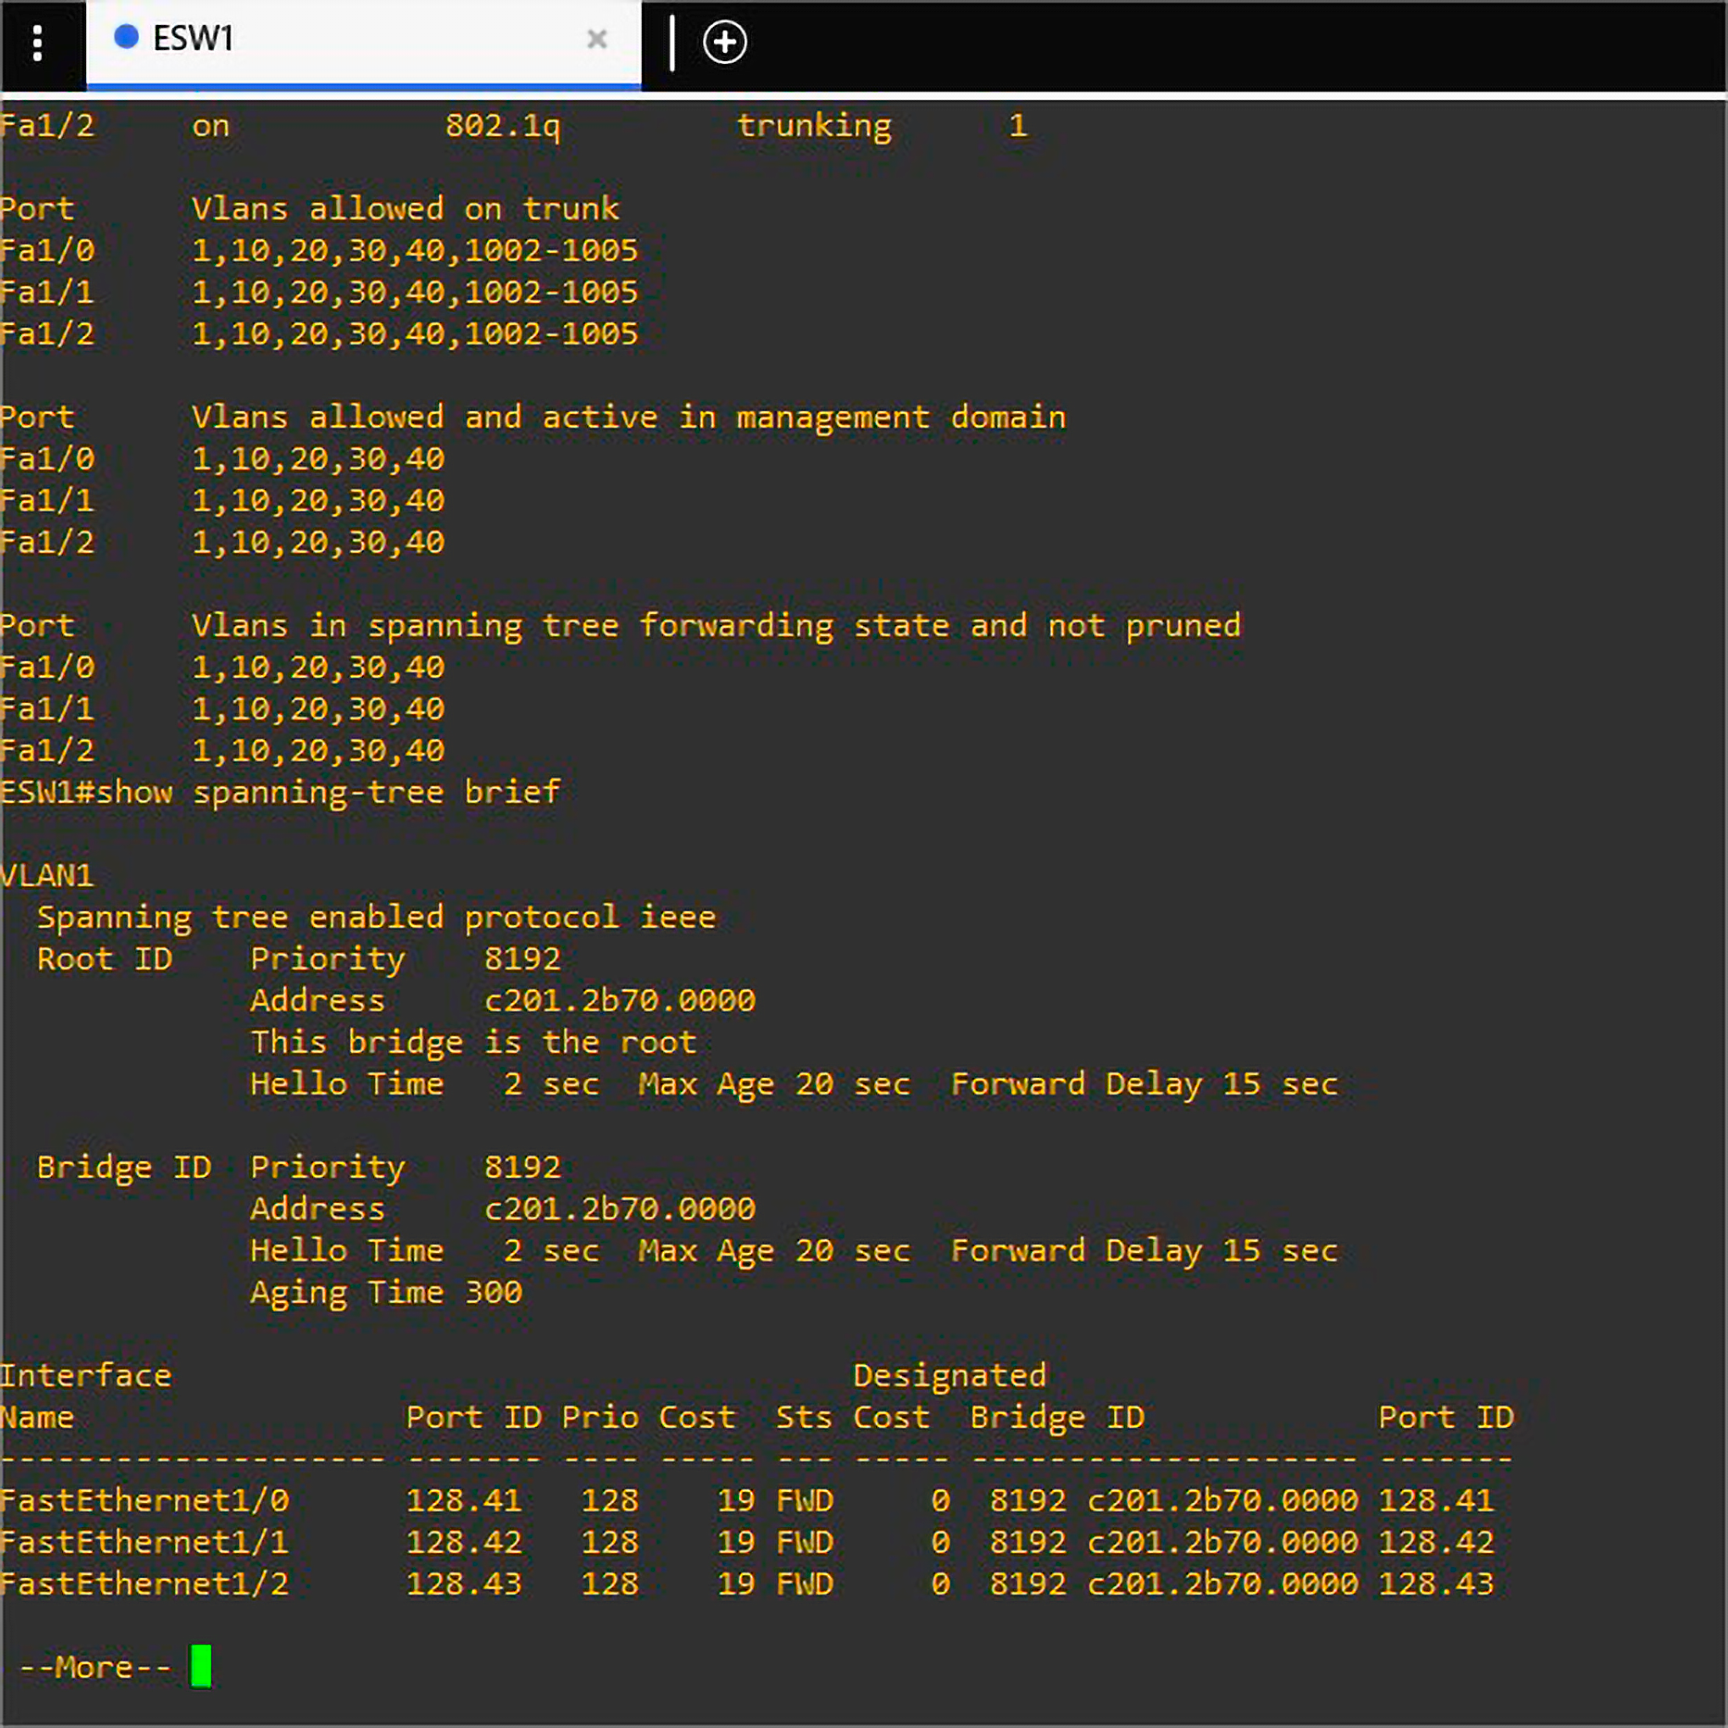 ESW1
Fa1/2     on             802.1q         trunking      1
Port      Vlans allowed on trunk
Fa1/0     1,10,20,30,40,1002-1005
Fa1/1     1,10,20,30,40,1002-1005
Fa1/2     1,10,20,30,40,1002-1005
Port      Vlans allowed and active in management domain
Fa1/0     1,10,20,30,40
Fa1/1     1,10,20,30,40
Fa1/2     1,10,20,30,40
Port      Vlans in spanning tree forwarding state and not pruned
Fa1/0     1,10,20,30,40
Fa1/1     1,10,20,30,40
Fa1/2     1,10,20,30,40
ESW1#show spanning-tree brief
VLAN1
  Spanning tree enabled protocol ieee
  Root ID    Priority    8192
             Address     c201.2b70.0000
             This bridge is the root
             Hello Time   2 sec  Max Age 20 sec  Forward Delay 15 sec
  Bridge ID  Priority    8192
             Address     c201.2b70.0000
             Hello Time   2 sec  Max Age 20 sec  Forward Delay 15 sec
             Aging Time 300
Interface                                   Designated
Name                 Port ID Prio Cost  Sts Cost  Bridge ID            Port ID
-------------------- ------- ---- ----- --- ----- -------------------- -------
FastEthernet1/0      128.41   128    19 FWD     0  8192 c201.2b70.0000 128.41
FastEthernet1/1      128.42   128    19 FWD     0  8192 c201.2b70.0000 128.42
FastEthernet1/2      128.43   128    19 FWD     0  8192 c201.2b70.0000 128.43
 --More--